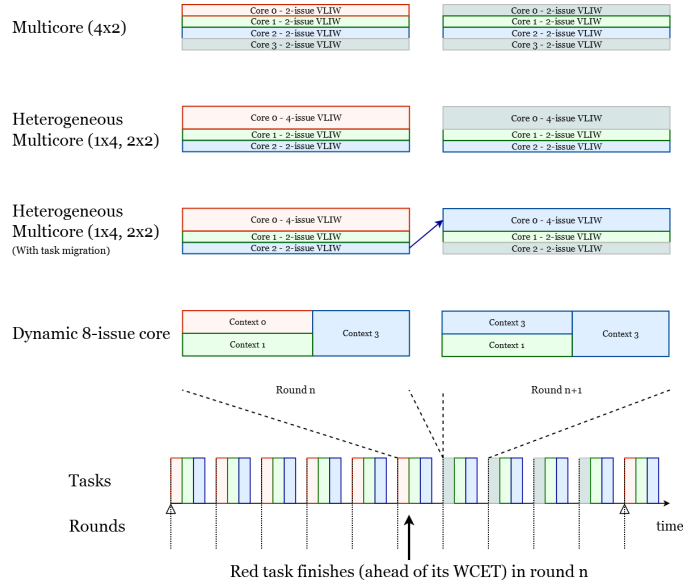 Multicore (4x2)
Core 0 - 2-issue VLIW
Core 1 - 2-issue VLIW
Core 2 - 2-issue VLIW
Core 3 - 2-issue VLIW
Core 0 - 2-issue VLIW
Core 1 - 2-issue VLIW
Core 2 - 2-issue VLIW
Core 3 - 2-issue VLIW
Heterogeneous
Multicore (1x4, 2x2)
Core 0 - 4-issue VLIW
Core 1 - 2-issue VLIW
Core 2 - 2-issue VLIW
Core 0 - 4-issue VLIW
Core 1 - 2-issue VLIW
Core 2 - 2-issue VLIW
Heterogeneous
Multicore (1x4, 2x2)
(With task migration)
Core 0 - 4-issue VLIW
Core 1 - 2-issue VLIW
Core 2 - 2-issue VLIW
Core 0 - 4-issue VLIW
Core 1 - 2-issue VLIW
Core 2 - 2-issue VLIW
Dynamic 8-issue core
Context 0
Context 1
Context 3
Context 3
Context 1
Context 3
Round n
Round n+1
Tasks
Rounds
time
Red task finishes (ahead of its WCET) in round n